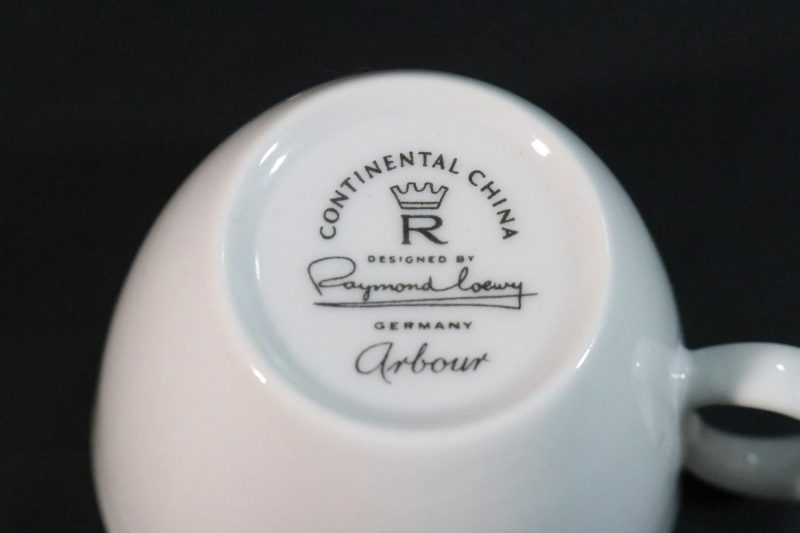 CONTINENTAL CHINA
R
DESIGNED BY
Raymond Loewy
GERMANY
Arbour